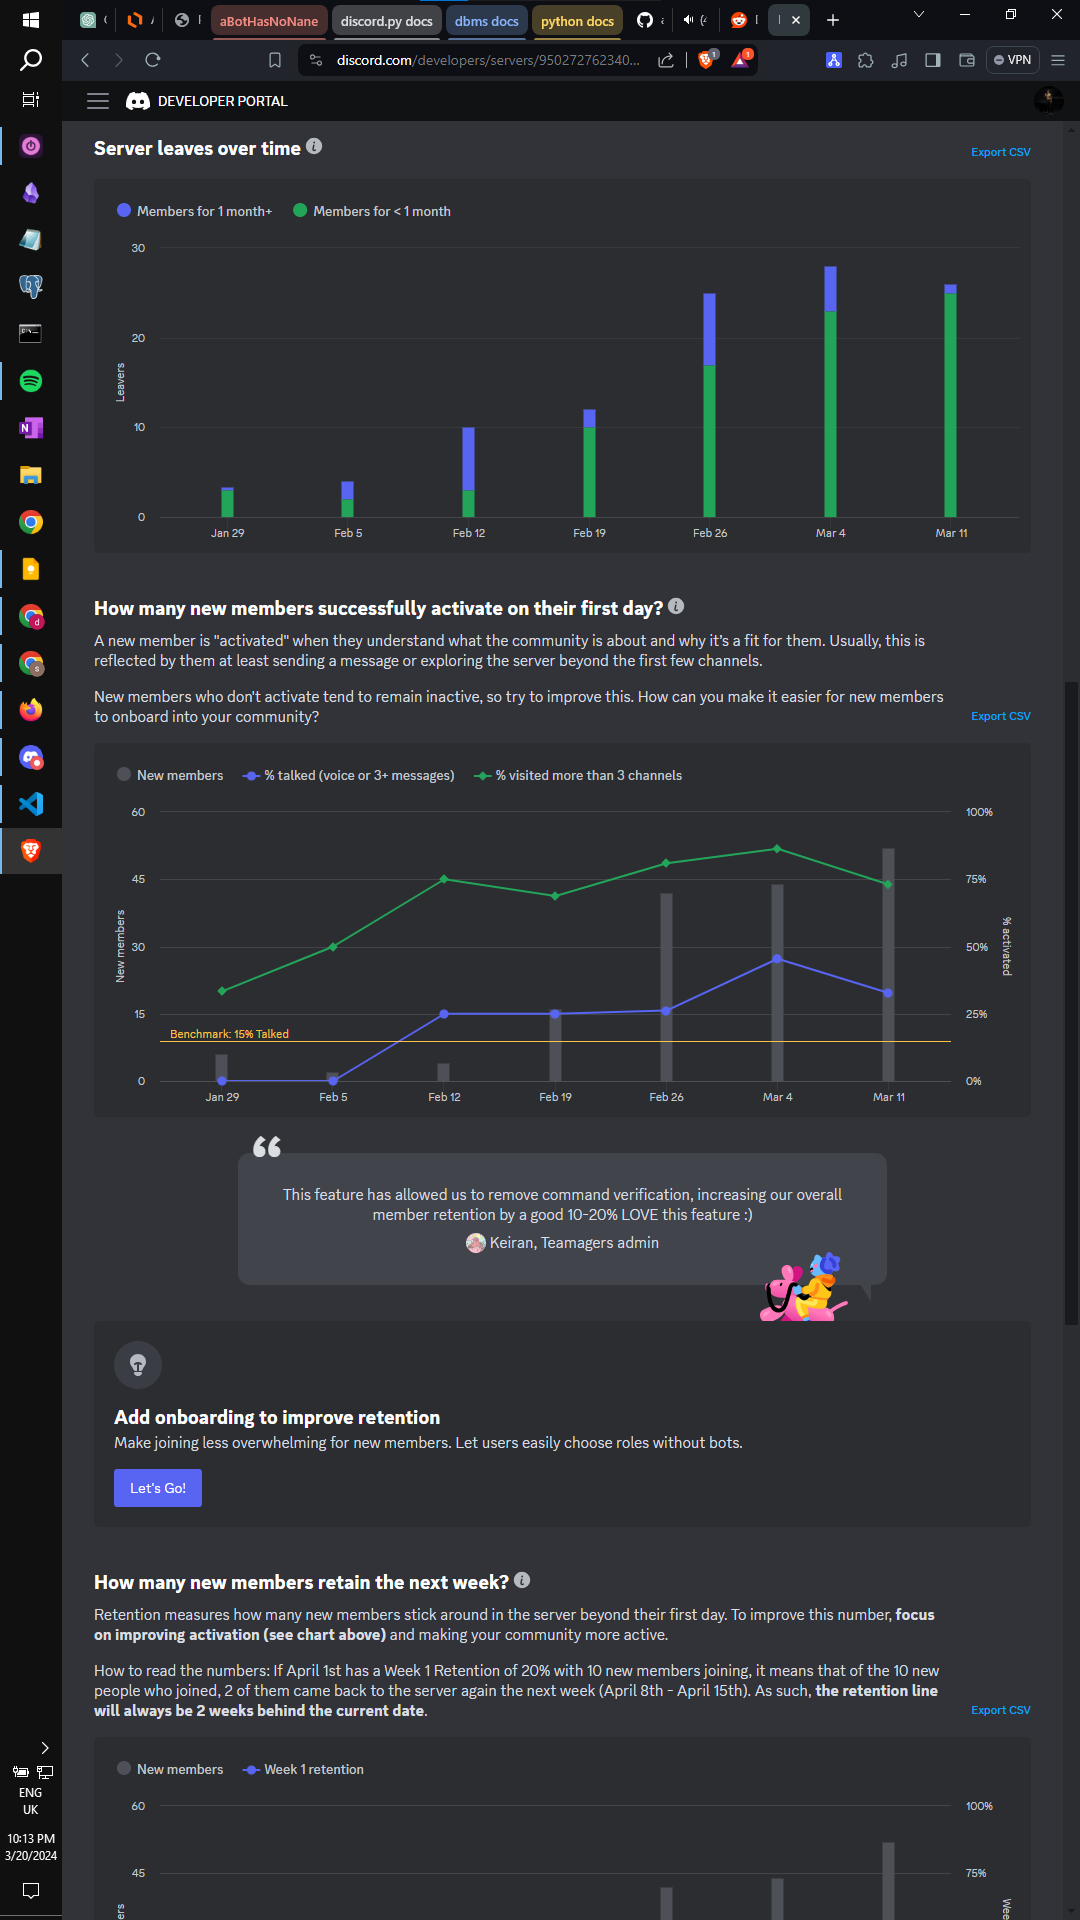 aBotHasNoNane
discord.py docs
dbms docs
python docs
discord.com/developers/servers/950272762340...
1
1
VPN
DEVELOPER PORTAL
Server leaves over time
Export CSV
Members for 1 month+
Members for < 1 month
30
20
10
0
Leavers
Jan 29
Feb 5
Feb 12
Feb 19
Feb 26
Mar 4
Mar 11
How many new members successfully activate on their first day?
A new member is "activated" when they understand what the community is about and why it's a fit for them. Usually, this is
reflected by them at least sending a message or exploring the server beyond the first few channels.
New members who don't activate tend to remain inactive, so try to improve this. How can you make it easier for new members
to onboard into your community?
Export CSV
New members
% talked (voice or 3+ messages)
% visited more than 3 channels
60
45
30
15
0
New members
100%
75%
50%
25%
0%
% activated
Benchmark: 15% Talked
Jan 29
Feb 5
Feb 12
Feb 19
Feb 26
Mar 4
Mar 11
This feature has allowed us to remove command verification, increasing our overall
member retention by a good 10-20% LOVE this feature :)
Keiran, Teamagers admin
Add onboarding to improve retention
Make joining less overwhelming for new members. Let users easily choose roles without bots.
Let's Go!
How many new members retain the next week?
Retention measures how many new members stick around in the server beyond their first day. To improve this number, focus
on improving activation (see chart above) and making your community more active.
How to read the numbers: If April 1st has a Week 1 Retention of 20% with 10 new members joining, it means that of the 10 new
people who joined, 2 of them came back to the server again the next week (April 8th - April 15th). As such, the retention line
will always be 2 weeks behind the current date.
Export CSV
New members
Week 1 retention
60
100%
45
75%
ENG
UK
10:13 PM
3/20/2024